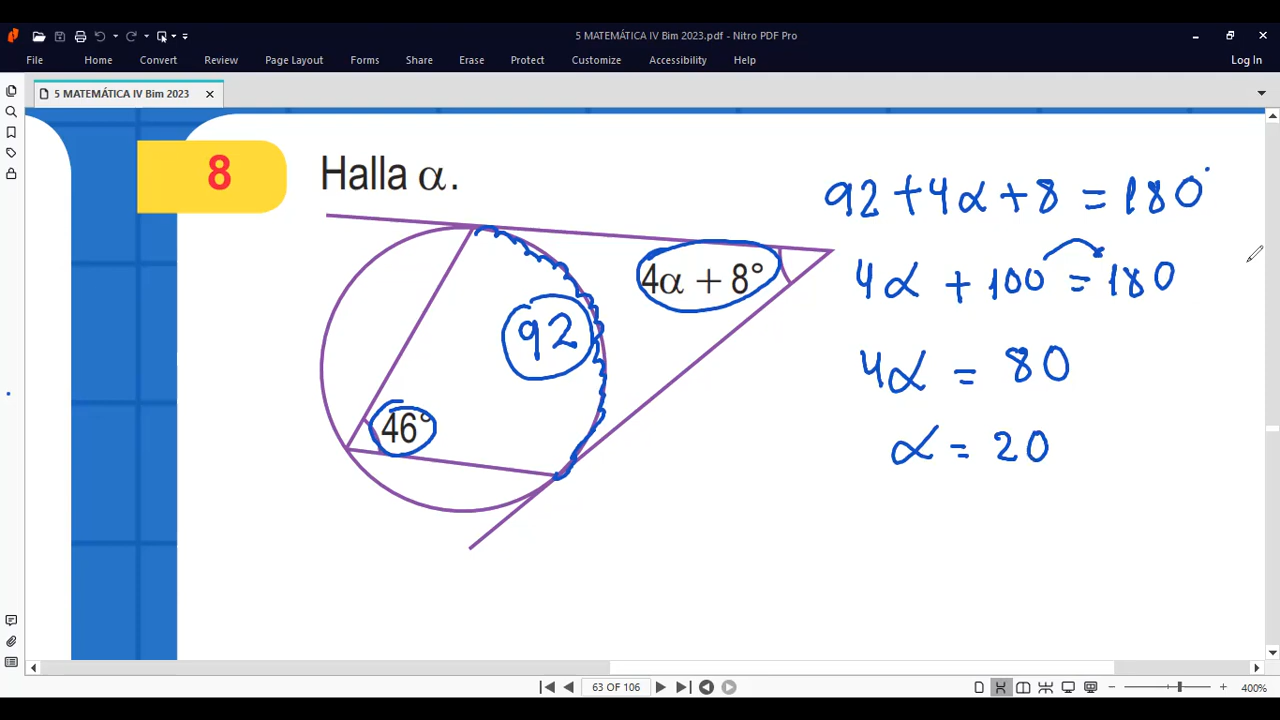 5 MATEMÁTICA IV Bim 2023.pdf - Nitro PDF Pro
File Home Convert Review Page Layout Forms Share Erase Protect Customize Accessibility Help Log In
5 MATEMÁTICA IV Bim 2023
8 Halla α.
92 + 4α + 8 = 180°
4α + 8°
4α + 100 = 180
92
4α = 80
46°
α = 20
63 OF 106
400%